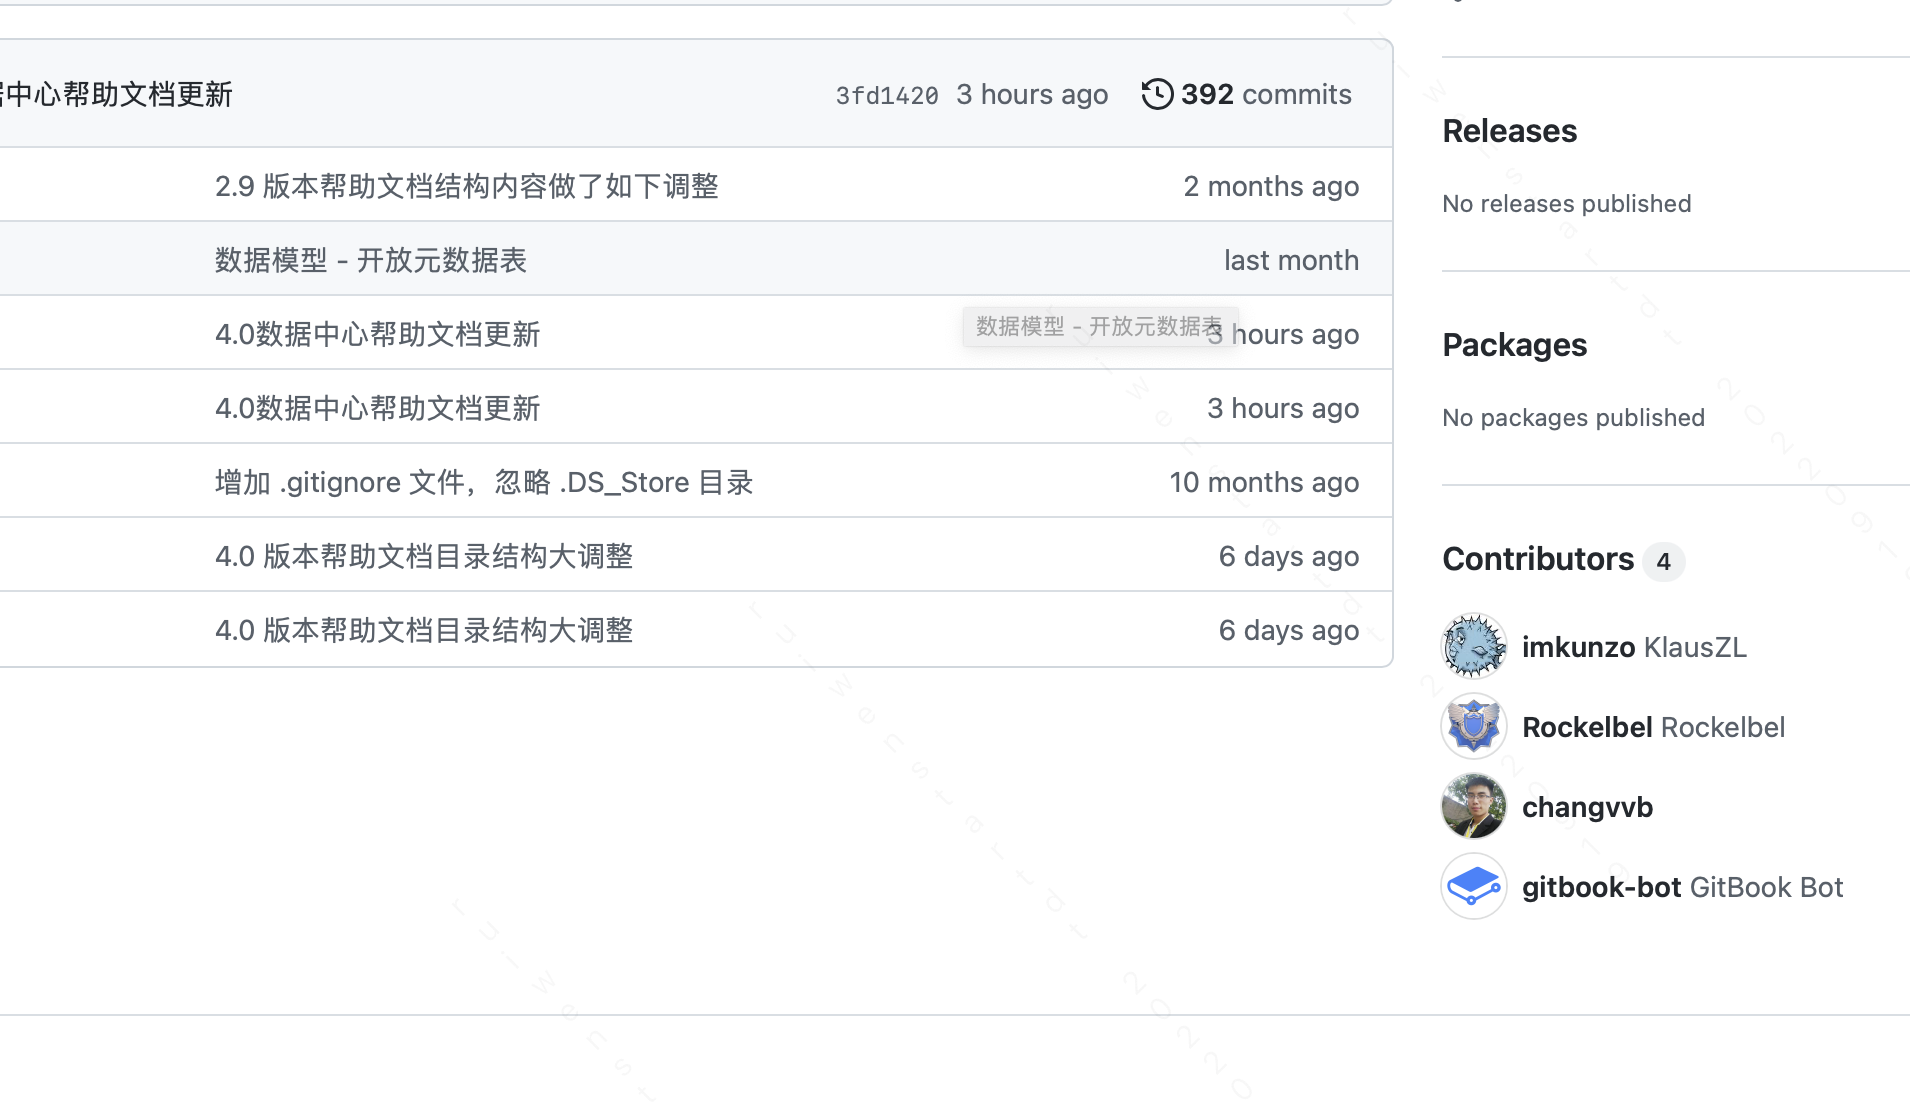 中心帮助文档更新
3fd1420 3 hours ago 392 commits
2.9 版本帮助文档结构内容做了如下调整 2 months ago
数据模型 - 开放元数据表 last month
数据模型 - 开放元数据表
4.0数据中心帮助文档更新 3 hours ago
4.0数据中心帮助文档更新 3 hours ago
增加 .gitignore 文件，忽略 .DS_Store 目录 10 months ago
4.0 版本帮助文档目录结构大调整 6 days ago
4.0 版本帮助文档目录结构大调整 6 days ago
Releases
No releases published
Packages
No packages published
Contributors 4
imkunzo KlausZL
Rockelbel Rockelbel
changvvb
gitbook-bot GitBook Bot